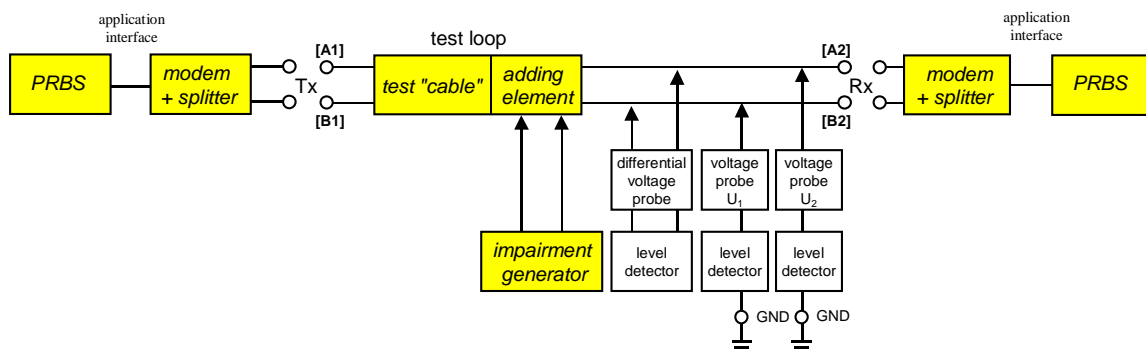 application
interface
PRBS
modem
+ splitter
Tx
[A1]
[B1]
test loop
test "cable"
adding
element
impairment
generator
differential
voltage
probe
level
detector
voltage
probe
U1
level
detector
GND
voltage
probe
U2
level
detector
GND
[A2]
[B2]
Rx
application
interface
modem
+ splitter
PRBS